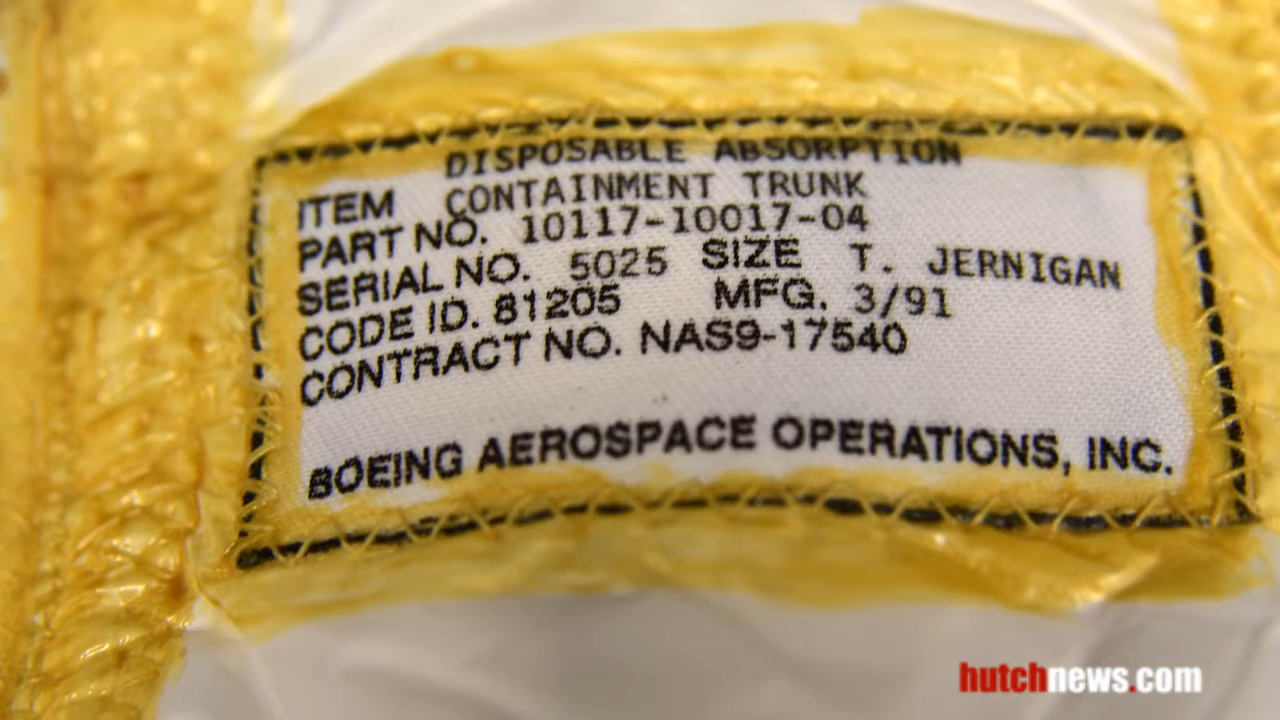 DISPOSABLE ABSORPTION
ITEM CONTAINMENT TRUNK
PART NO. 10117-10017-04
SERIAL NO. 5025 SIZE T. JERNIGAN
CODE ID. 81205 MFG. 3/91
CONTRACT NO. NAS9-17540
BOEING AEROSPACE OPERATIONS, INC.
hutchnews.com